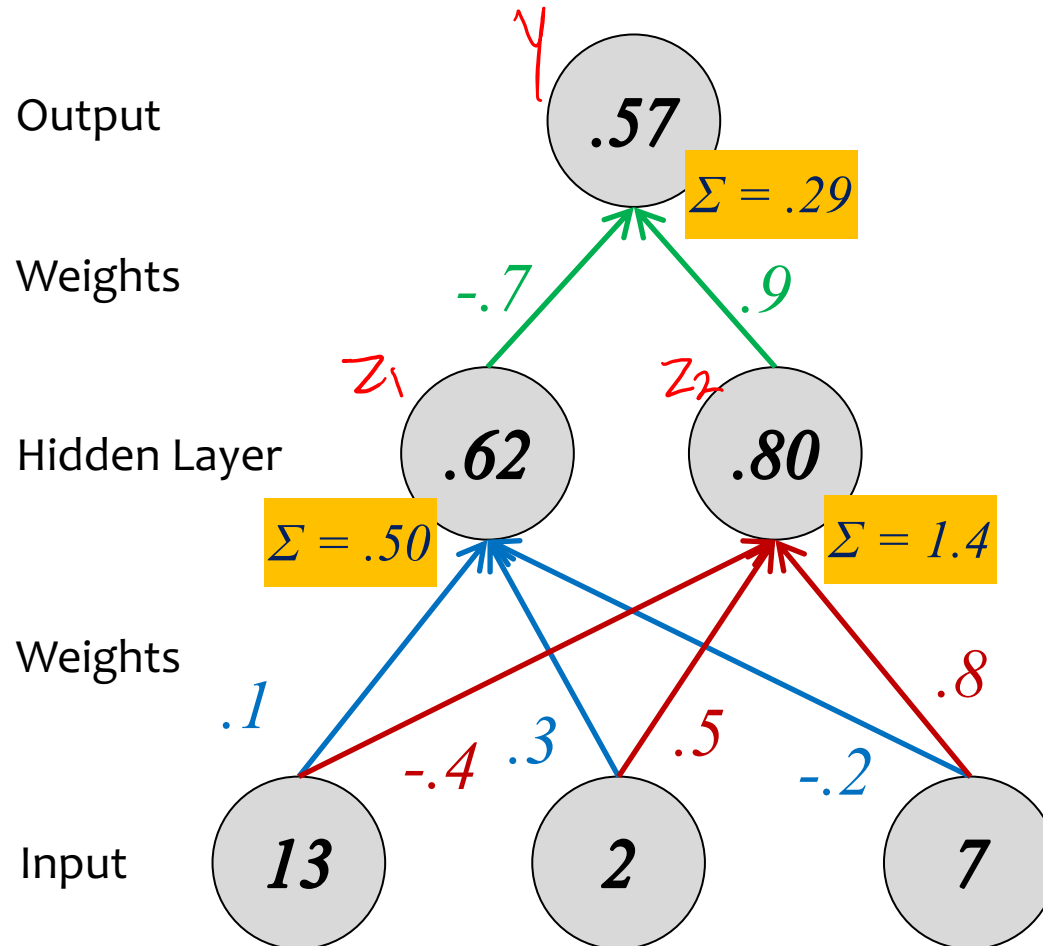 y
Output
.57
Σ = .29
Weights
-.7
.9
z1
z2
Hidden Layer
.62
.80
Σ = .50
Σ = 1.4
Weights
.1
-.4
.3
.5
-.2
.8
Input
13
2
7